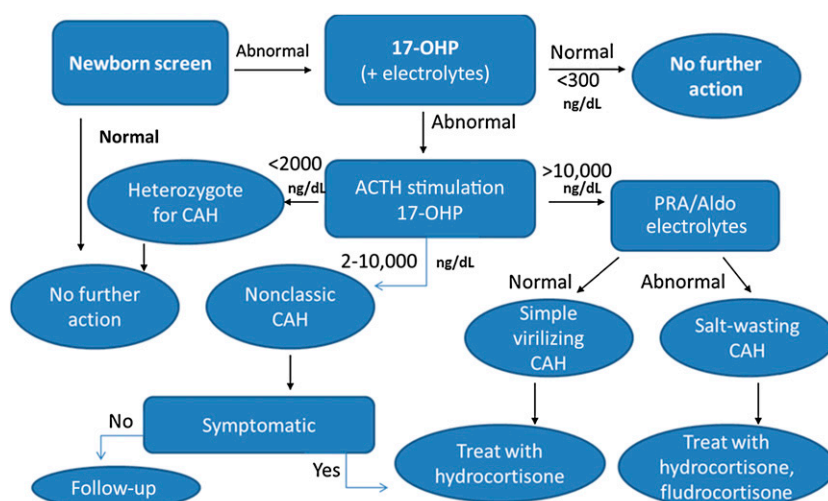 Newborn screen
Abnormal
17-OHP
(+ electrolytes)
Normal
<300
ng/dL
No further
action
Normal
Abnormal
<2000
ng/dL
Heterozygote
for CAH
ACTH stimulation
17-OHP
>10,000
ng/dL
PRA/Aldo
electrolytes
2-10,000 ng/dL
No further
action
Nonclassic
CAH
Normal
Abnormal
Simple
virilizing
CAH
Salt-wasting
CAH
No
Symptomatic
Yes
Follow-up
Treat with
hydrocortisone
Treat with
hydrocortisone,
fludrocortisone